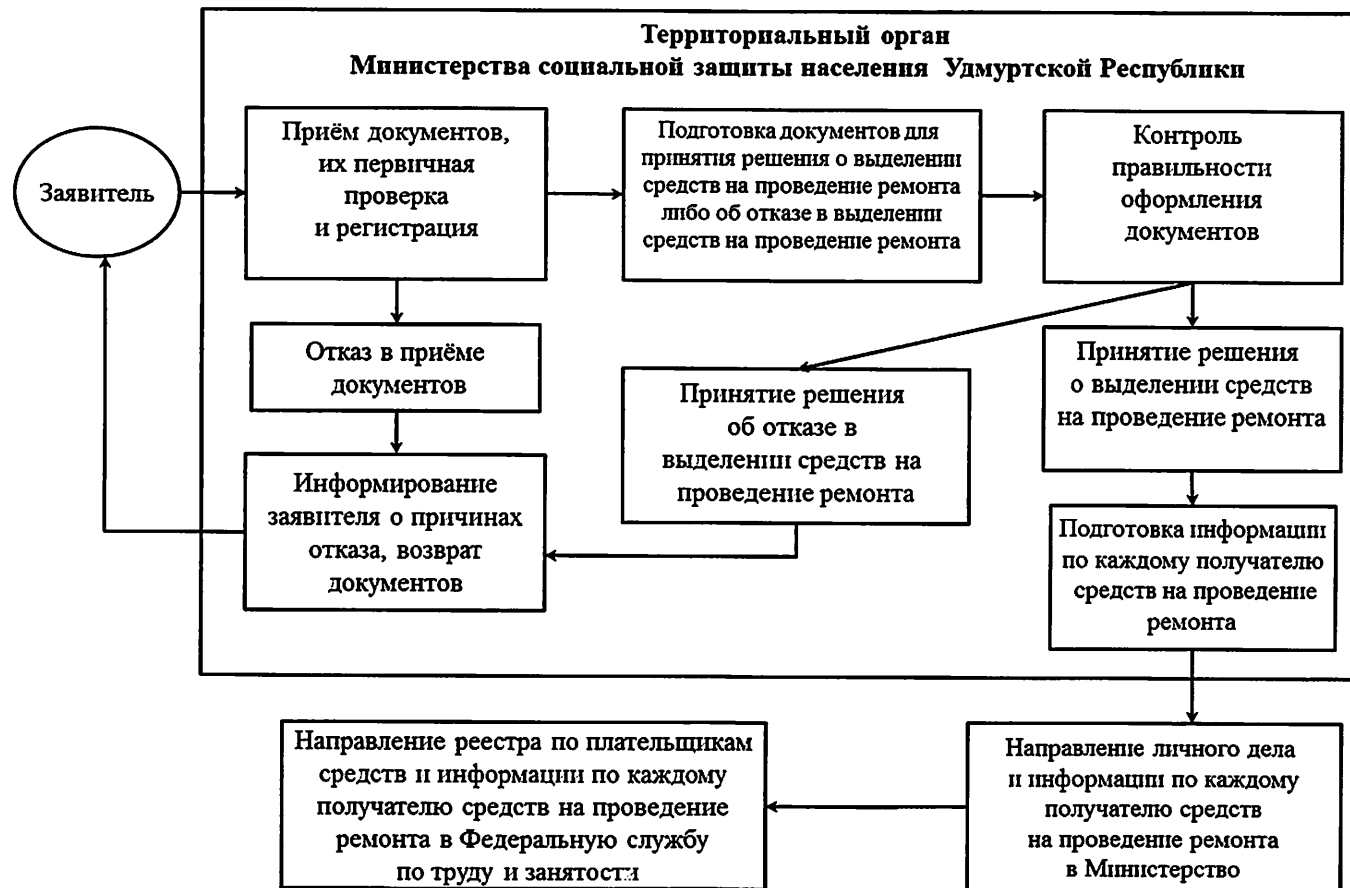 Территориальный орган
Министерства социальной защиты населения Удмуртской Республики
Заявитель
Приём документов,
их первичная
проверка
и регистрация
Подготовка документов для
принятия решения о выделении
средств на проведение ремонта
либо об отказе в выделении
средств на проведение ремонта
Контроль
правильности
оформления
документов
Отказ в приёме
документов
Принятие решения
об отказе в
выделении средств на
проведение ремонта
Принятие решения
о выделении средств
на проведение ремонта
Информирование
заявителя о причинах
отказа, возврат
документов
Подготовка информации
по каждому получателю
средств на проведение
ремонта
Направление реестра по плательщикам
средств и информации по каждому
получателю средств на проведение
ремонта в Федеральную службу
по труду и занятости
Направление личного дела
и информации по каждому
получателю средств
на проведение ремонта
в Министерство